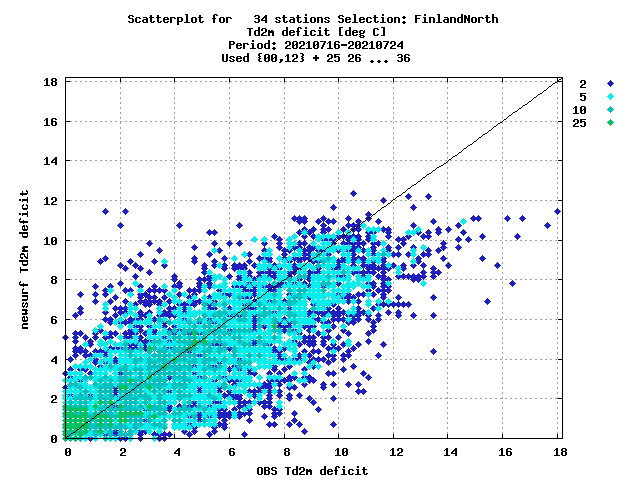 Scatterplot for   34 stations Selection: FinlandNorth
Td2m deficit [deg C]
Period: 20210716-20210724
Used {00,12} + 25 26 ... 36
2
5
10
25
newsurf Td2m deficit
18
16
14
12
10
8
6
4
2
0
0 2 4 6 8 10 12 14 16 18
OBS Td2m deficit